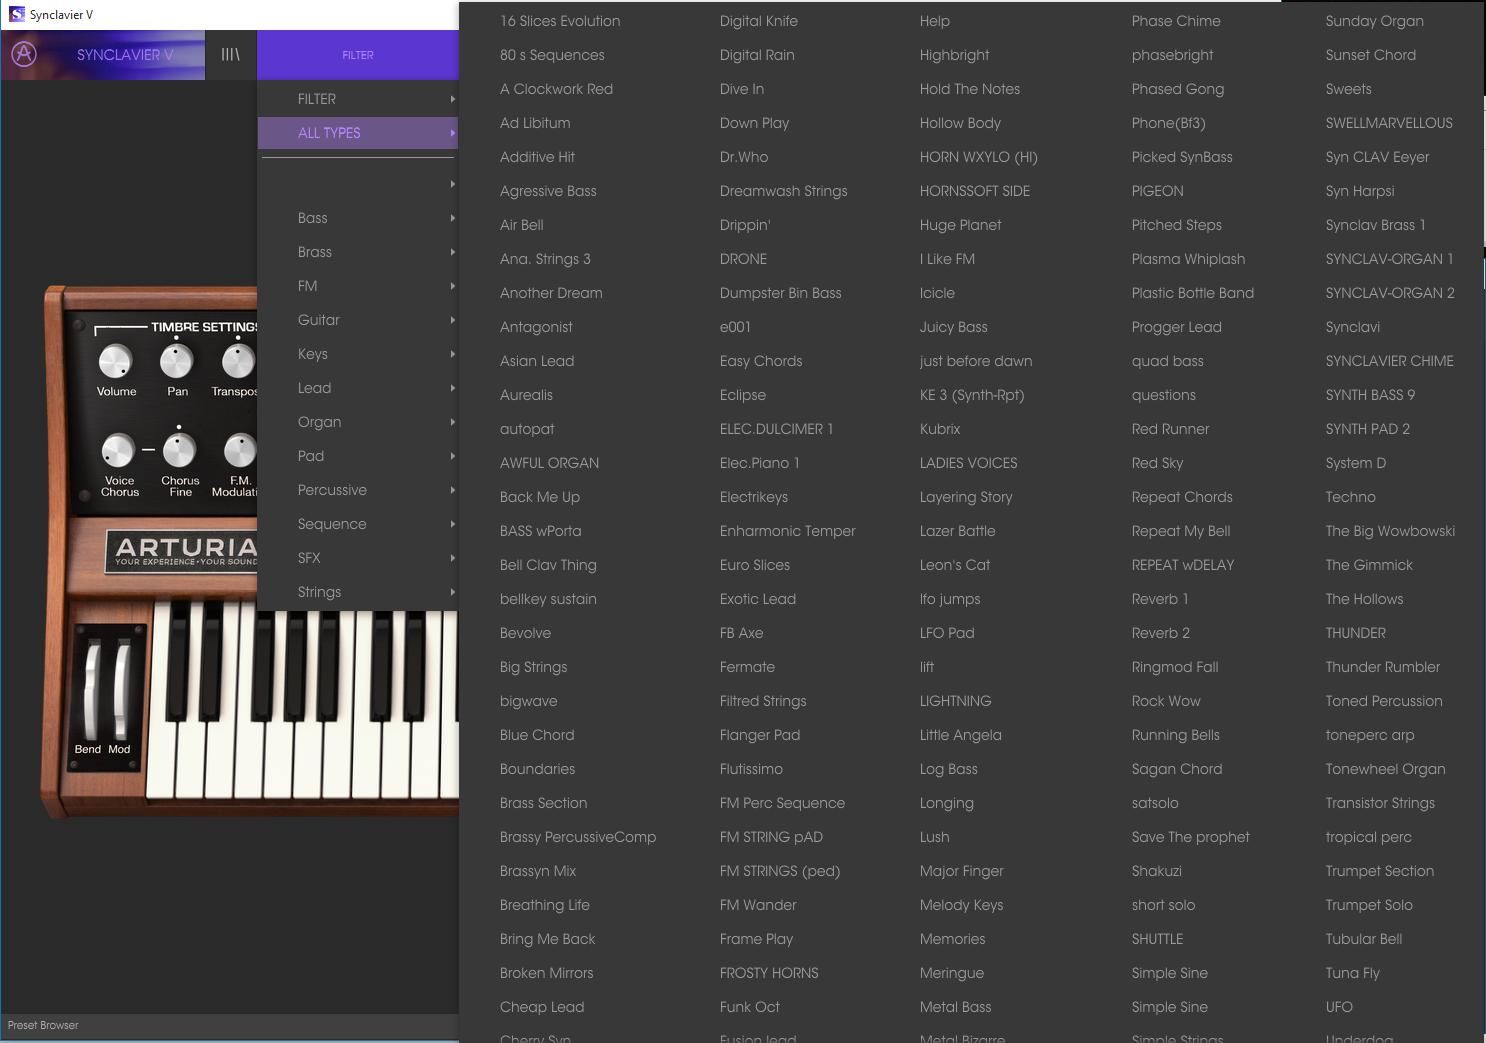 Synclavier V
SYNCLAVIER V
FILTER
FILTER
ALL TYPES
Bass
Brass
FM
Guitar
Keys
Lead
Organ
Pad
Percussive
Sequence
SFX
Strings
TIMBRE SETTINGS
Volume
Pan
Transpos
Voice Chorus
Chorus Fine
F.M. Modulati
ARTURIA
YOUR EXPERIENCE • YOUR SOUND
Bend
Mod
Preset Browser
16 Slices Evolution
80 s Sequences
A Clockwork Red
Ad Libitum
Additive Hit
Agressive Bass
Air Bell
Ana. Strings 3
Another Dream
Antagonist
Asian Lead
Aurealis
autopat
AWFUL ORGAN
Back Me Up
BASS wPorta
Bell Clav Thing
bellkey sustain
Bevolve
Big Strings
bigwave
Blue Chord
Boundaries
Brass Section
Brassy PercussiveComp
Brassyn Mix
Breathing Life
Bring Me Back
Broken Mirrors
Cheap Lead
Cherry Syn
Digital Knife
Digital Rain
Dive In
Down Play
Dr.Who
Dreamwash Strings
Drippin'
DRONE
Dumpster Bin Bass
e001
Easy Chords
Eclipse
ELEC.DULCIMER 1
Elec.Piano 1
Electrikeys
Enharmonic Temper
Euro Slices
Exotic Lead
FB Axe
Fermate
Filtred Strings
Flanger Pad
Flutissimo
FM Perc Sequence
FM STRING pAD
FM STRINGS (ped)
FM Wander
Frame Play
FROSTY HORNS
Funk Oct
Fusion lead
Help
Highbright
Hold The Notes
Hollow Body
HORN WXYLO (HI)
HORNSSOFT SIDE
Huge Planet
I Like FM
Icicle
Juicy Bass
just before dawn
KE 3 (Synth-Rpt)
Kubrix
LADIES VOICES
Layering Story
Lazer Battle
Leon's Cat
lfo jumps
LFO Pad
lift
LIGHTNING
Little Angela
Log Bass
Longing
Lush
Major Finger
Melody Keys
Memories
Meringue
Metal Bass
Metal Bizarre
Phase Chime
phasebright
Phased Gong
Phone(Bf3)
Picked SynBass
PIGEON
Pitched Steps
Plasma Whiplash
Plastic Bottle Band
Progger Lead
quad bass
questions
Red Runner
Red Sky
Repeat Chords
Repeat My Bell
REPEAT wDELAY
Reverb 1
Reverb 2
Ringmod Fall
Rock Wow
Running Bells
Sagan Chord
satsolo
Save The prophet
Shakuzi
short solo
SHUTTLE
Simple Sine
Simple Sine
Simple Strings
Sunday Organ
Sunset Chord
Sweets
SWELLMARVELLOUS
Syn CLAV Eeyer
Syn Harpsi
Synclav Brass 1
SYNCLAV-ORGAN 1
SYNCLAV-ORGAN 2
Synclavi
SYNCLAVIER CHIME
SYNTH BASS 9
SYNTH PAD 2
System D
Techno
The Big Wowbowski
The Gimmick
The Hollows
THUNDER
Thunder Rumbler
Toned Percussion
toneperc arp
Tonewheel Organ
Transistor Strings
tropical perc
Trumpet Section
Trumpet Solo
Tubular Bell
Tuna Fly
UFO
Underdog